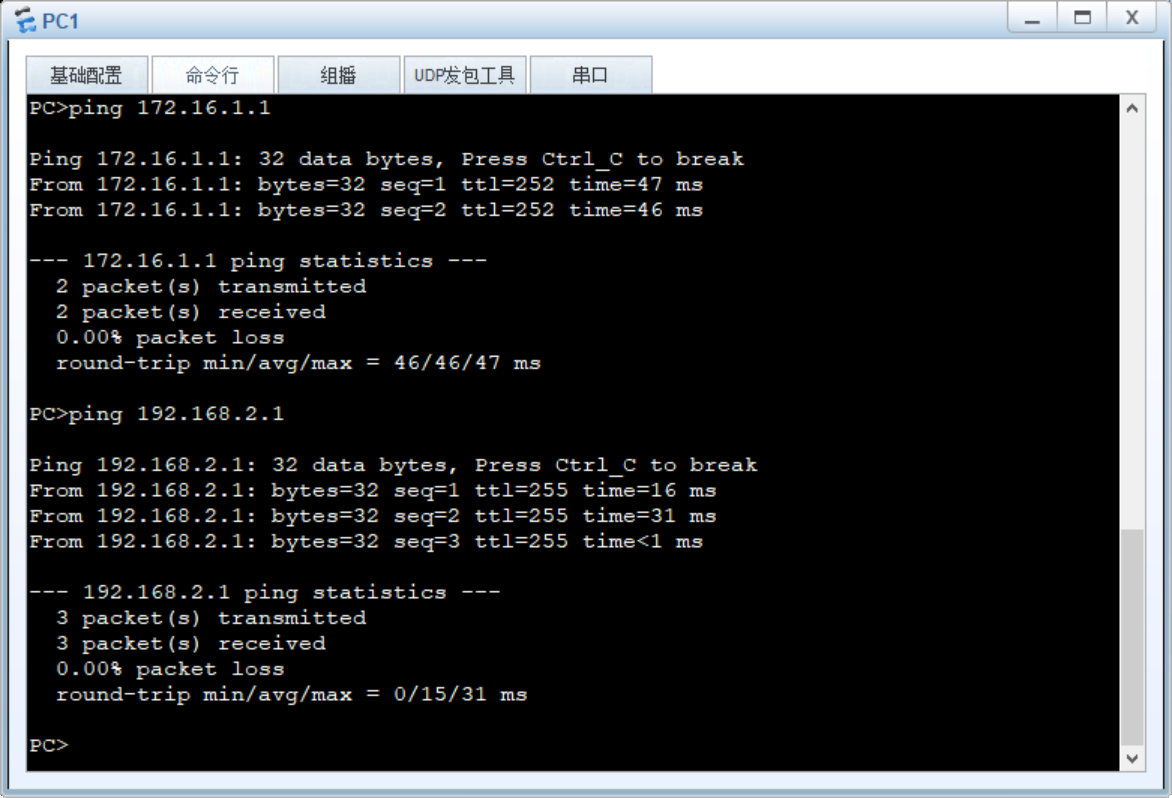 PC1
基础配置 命令行 组播 UDP发包工具 串口
PC>ping 172.16.1.1
Ping 172.16.1.1: 32 data bytes, Press Ctrl_C to break
From 172.16.1.1: bytes=32 seq=1 ttl=252 time=47 ms
From 172.16.1.1: bytes=32 seq=2 ttl=252 time=46 ms
--- 172.16.1.1 ping statistics ---
2 packet(s) transmitted
2 packet(s) received
0.00% packet loss
round-trip min/avg/max = 46/46/47 ms
PC>ping 192.168.2.1
Ping 192.168.2.1: 32 data bytes, Press Ctrl_C to break
From 192.168.2.1: bytes=32 seq=1 ttl=255 time=16 ms
From 192.168.2.1: bytes=32 seq=2 ttl=255 time=31 ms
From 192.168.2.1: bytes=32 seq=3 ttl=255 time<1 ms
--- 192.168.2.1 ping statistics ---
3 packet(s) transmitted
3 packet(s) received
0.00% packet loss
round-trip min/avg/max = 0/15/31 ms
PC>